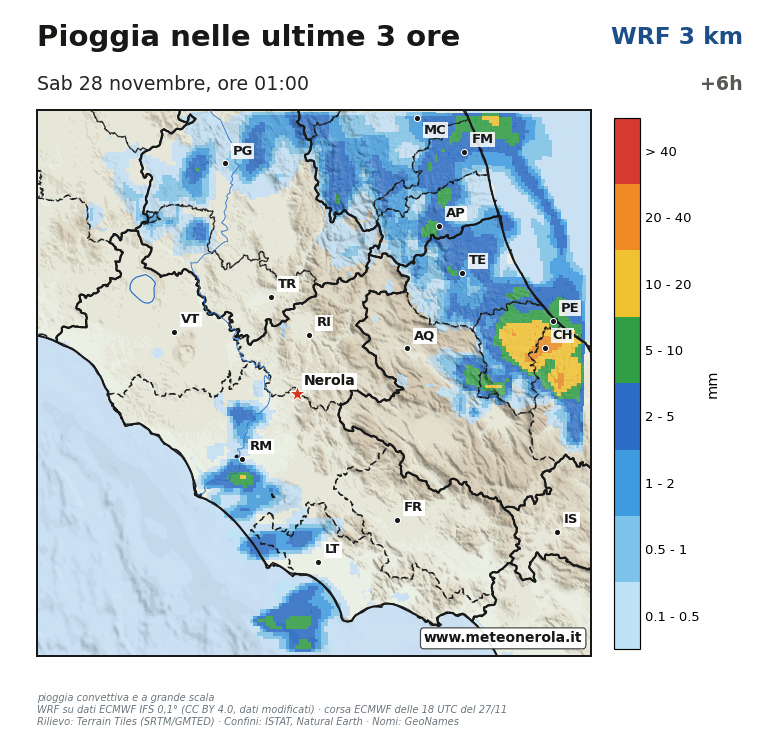 Pioggia nelle ultime 3 ore
WRF 3 km
Sab 28 novembre, ore 01:00
+6h
MC
FM
PG
AP
TE
TR
PE
VT
RI
AQ
CH
Nerola
RM
FR
IS
LT
www.meteonerola.it
> 40
20 - 40
10 - 20
5 - 10
2 - 5
1 - 2
0.5 - 1
0.1 - 0.5
mm
pioggia convettiva e a grande scala
WRF su dati ECMWF IFS 0,1° (CC BY 4.0, dati modificati) · corsa ECMWF delle 18 UTC del 27/11
Rilievo: Terrain Tiles (SRTM/GMTED) · Confini: ISTAT, Natural Earth · Nomi: GeoNames